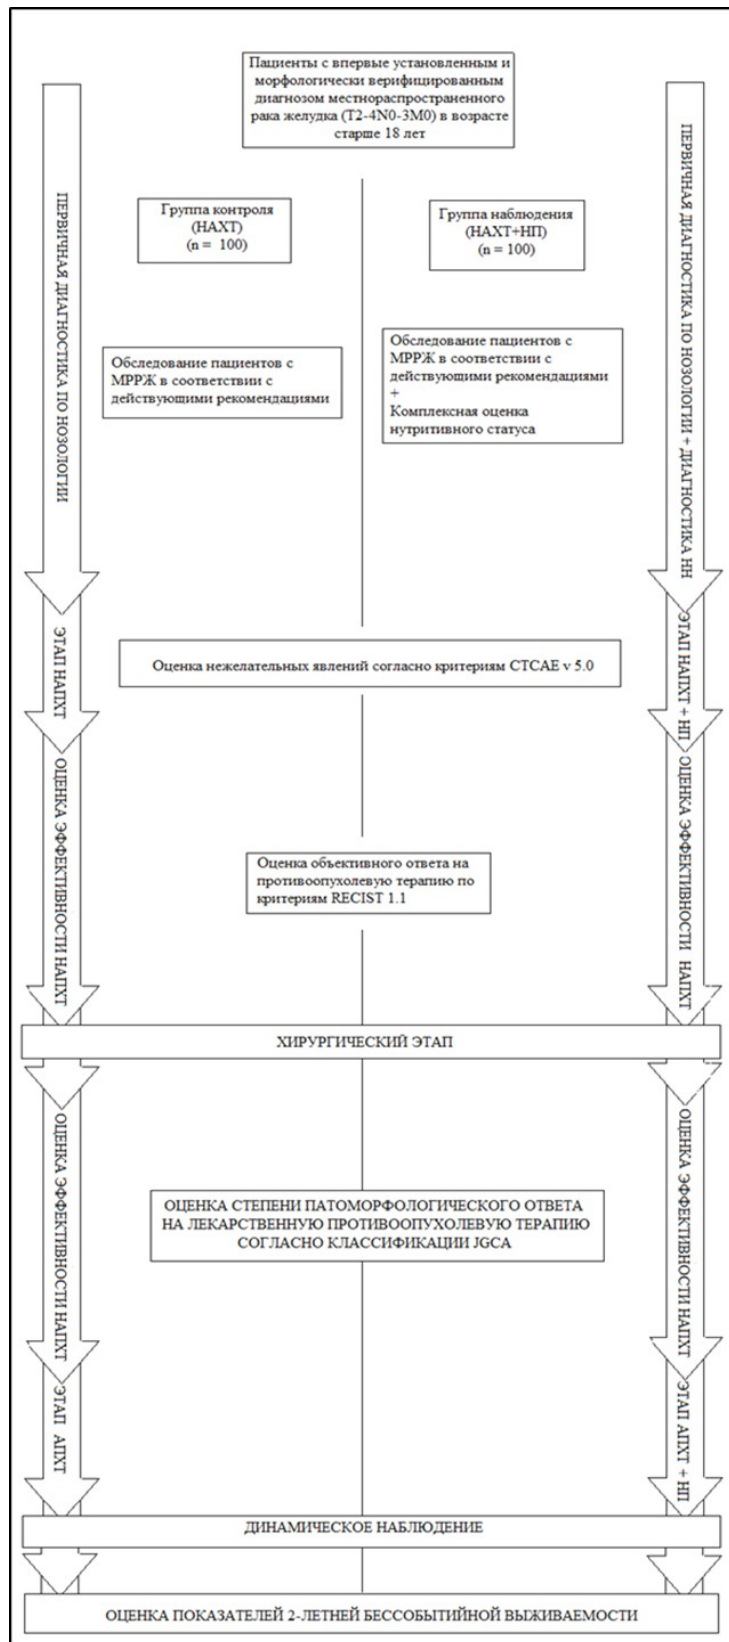 Пациенты с впервые установленным и
морфологически верифицированным
диагнозом местнораспространенного
рака желудка (T2-4N0-3M0) в возрасте
старше 18 лет
Группа контроля
(НАХТ)
(n = 100)
Группа наблюдения
(НАХТ+НП)
(n = 100)
ПЕРВИЧНАЯ ДИАГНОСТИКА ПО НОЗОЛОГИИ
ПЕРВИЧНАЯ ДИАГНОСТИКА ПО НОЗОЛОГИИ + ДИАГНОСТИКА НН
Обследование пациентов с
МРРЖ в соответствии с
действующими рекомендациями
Обследование пациентов с
МРРЖ в соответствии с
действующими рекомендациями
+
Комплексная оценка
нутритивного статуса
ЭТАП НАПХТ
ЭТАП НАПХТ + НП
Оценка нежелательных явлений согласно критериям CTCAE v 5.0
ОЦЕНКА ЭФФЕКТИВНОСТИ НАПХТ
ОЦЕНКА ЭФФЕКТИВНОСТИ НАПХТ
Оценка объективного ответа на
противоопухолевую терапию по
критериям RECIST 1.1
ХИРУРГИЧЕСКИЙ ЭТАП
ОЦЕНКА ЭФФЕКТИВНОСТИ НАПХТ
ОЦЕНКА ЭФФЕКТИВНОСТИ НАПХТ
ОЦЕНКА СТЕПЕНИ ПАТОМОРФОЛОГИЧЕСКОГО ОТВЕТА
НА ЛЕКАРСТВЕННУЮ ПРОТИВООПУХОЛЕВУЮ ТЕРАПИЮ
СОГЛАСНО КЛАССИФИКАЦИИ JGCA
ЭТАП АПХТ
ЭТАП АПХТ + НП
ДИНАМИЧЕСКОЕ НАБЛЮДЕНИЕ
ОЦЕНКА ПОКАЗАТЕЛЕЙ 2-ЛЕТНЕЙ БЕССОБЫТИЙНОЙ ВЫЖИВАЕМОСТИ